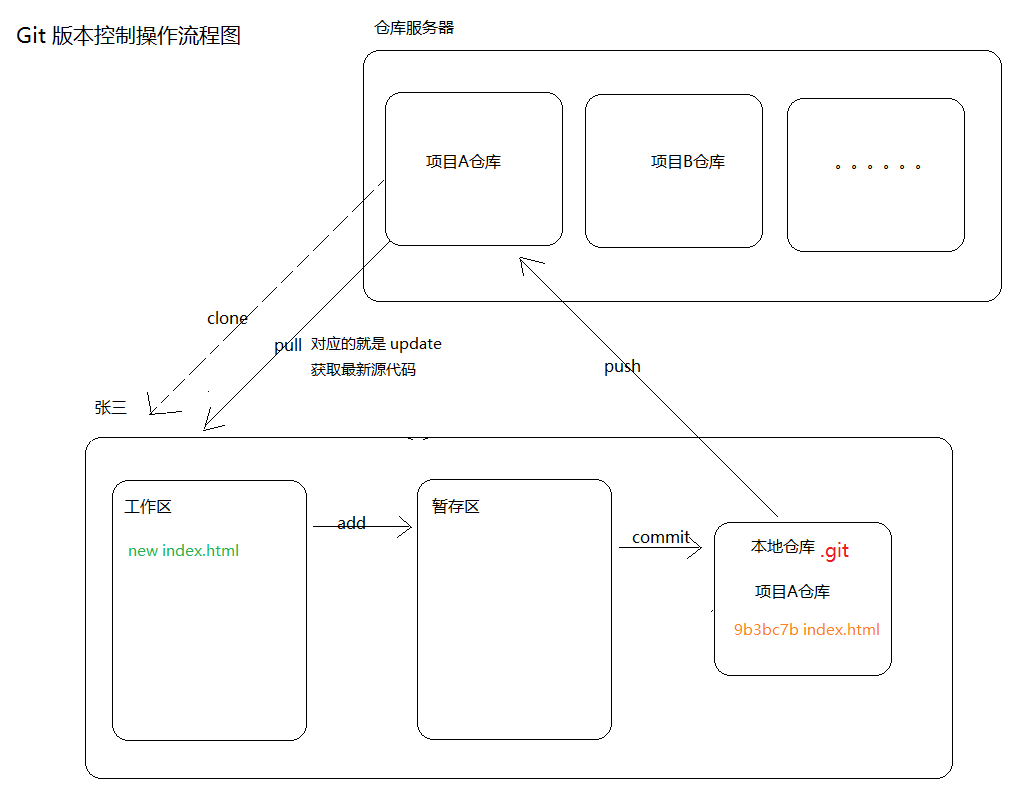 Git 版本控制操作流程图
仓库服务器
项目A仓库
项目B仓库
。。。。。。
clone
pull
对应的就是 update
获取最新源代码
push
张三
工作区
new index.html
add
暂存区
commit
本地仓库 .git
项目A仓库
9b3bc7b index.html